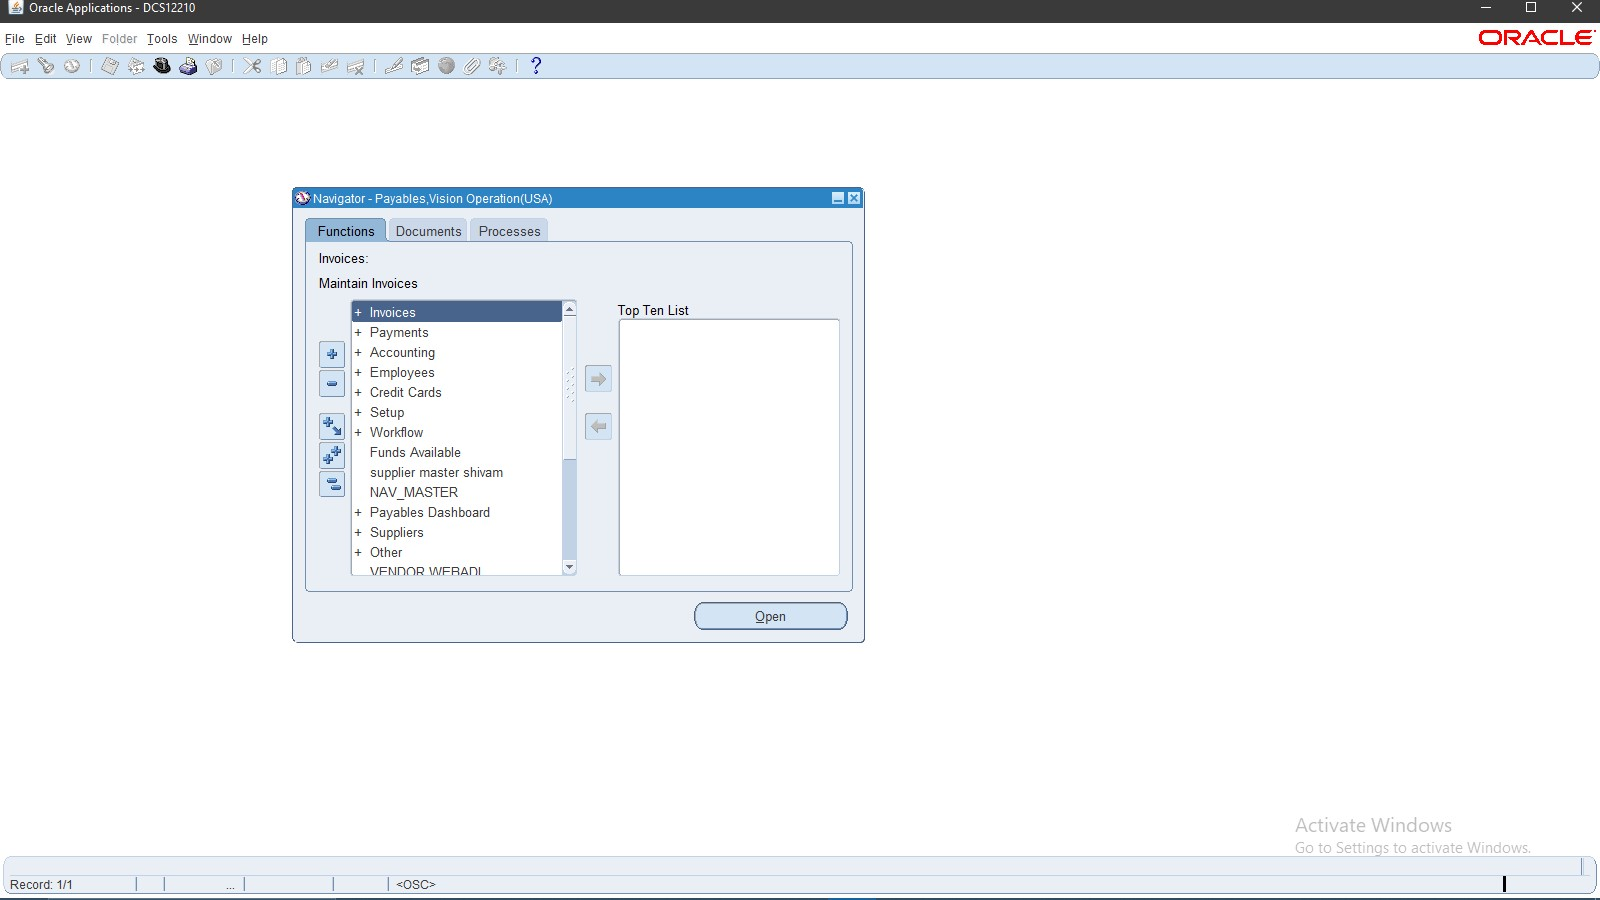 Oracle Applications - DCS12210
File Edit View Folder Tools Window Help
ORACLE
?
Navigator - Payables,Vision Operation(USA)
Functions Documents Processes
Invoices:
Maintain Invoices
Top Ten List
+ Invoices
+ Payments
+ Accounting
+ Employees
+ Credit Cards
+ Setup
+ Workflow
Funds Available
supplier master shivam
NAV_MASTER
+ Payables Dashboard
+ Suppliers
+ Other
VENDOR WEBADI
Open
Activate Windows
Go to Settings to activate Windows.
Record: 1/1 ... <OSC>